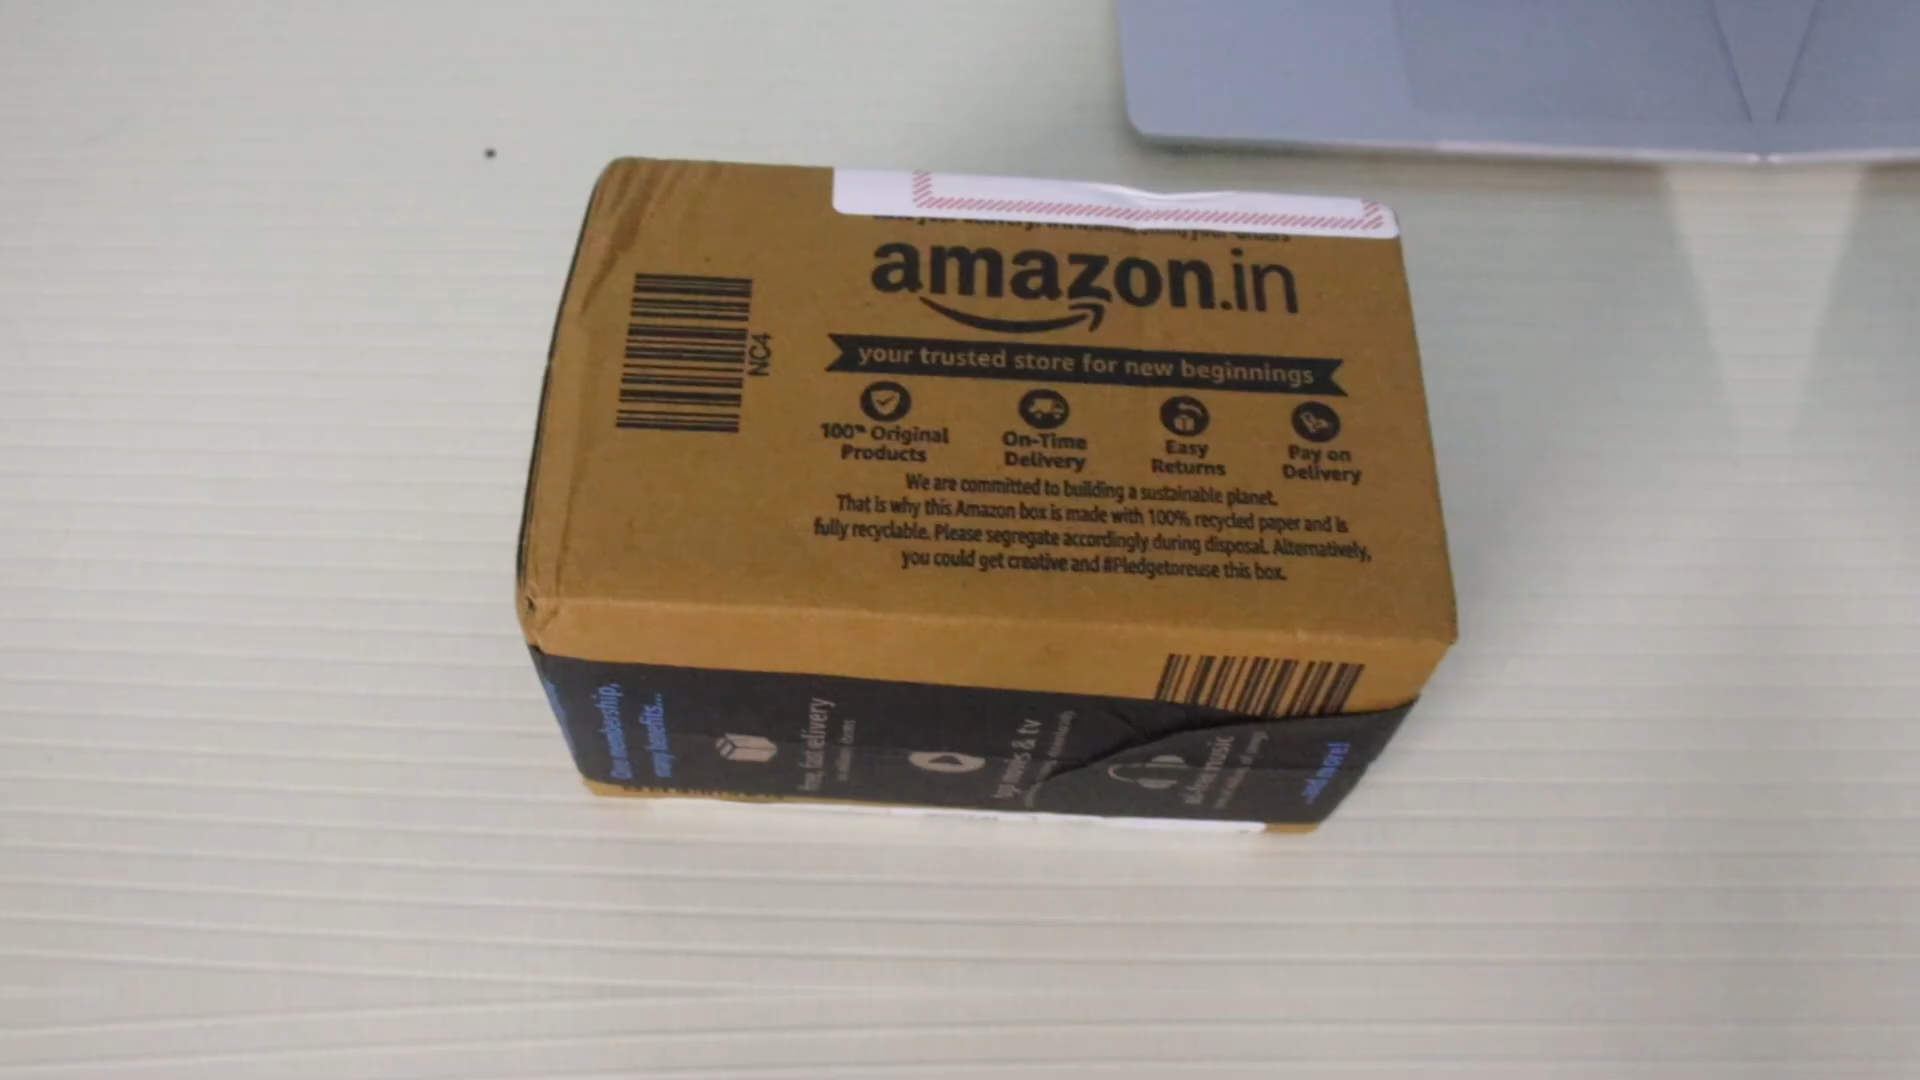 amazon.in
your trusted store for new beginnings
100% Original
Products
On-Time
Delivery
Easy
Returns
Pay on
Delivery
We are committed to building a sustainable planet.
That is why this Amazon box is made with 100% recycled paper and is
fully recyclable. Please segregate accordingly during disposal. Alternatively,
you could get creative and #Pledgetoreuse this box.
NC4
One membership,
many benefits...
free, fast delivery
movies & tv
ad-free music
...and more!